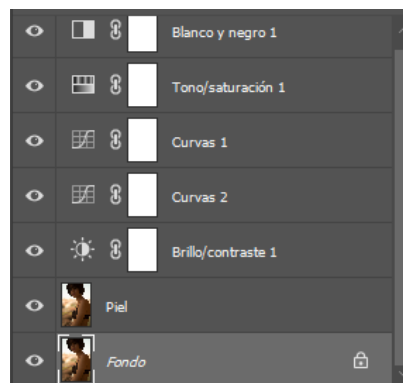 Blanco y negro 1
Tono/saturación 1
Curvas 1
Curvas 2
Brillo/contraste 1
Piel
Fondo